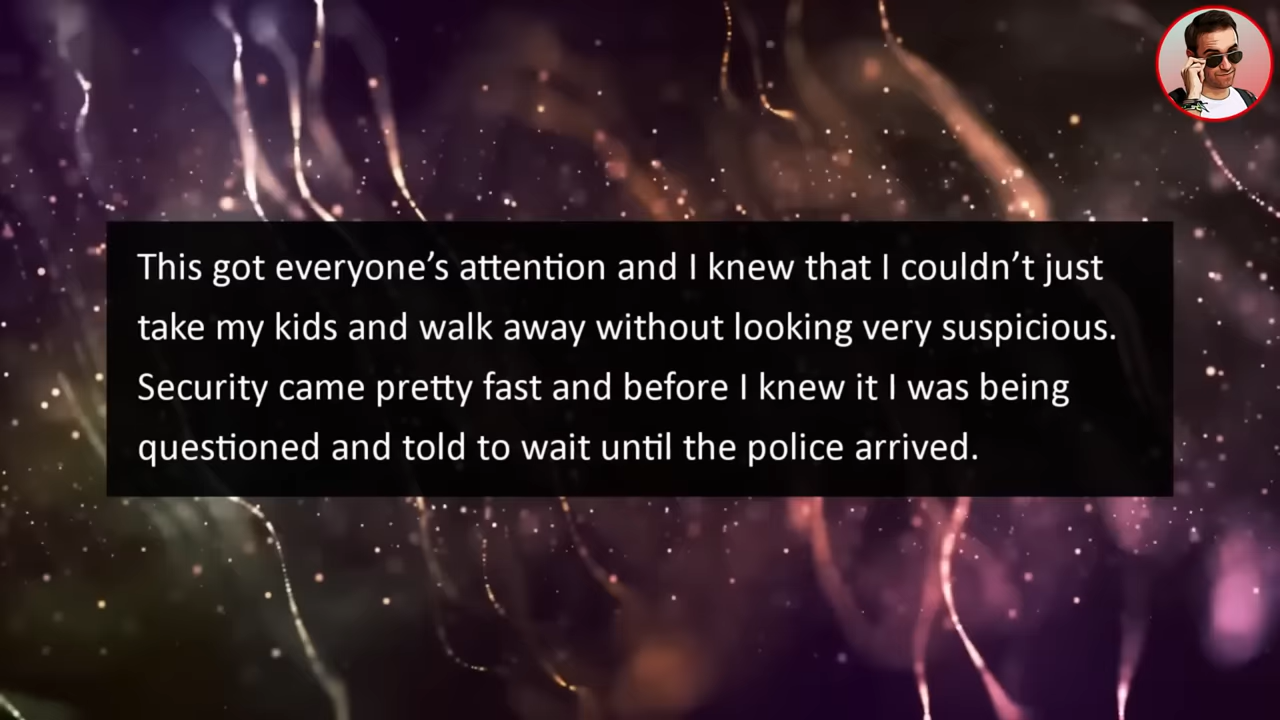 This got everyone’s attention and I knew that I couldn’t just
take my kids and walk away without looking very suspicious.
Security came pretty fast and before I knew it I was being
questioned and told to wait until the police arrived.